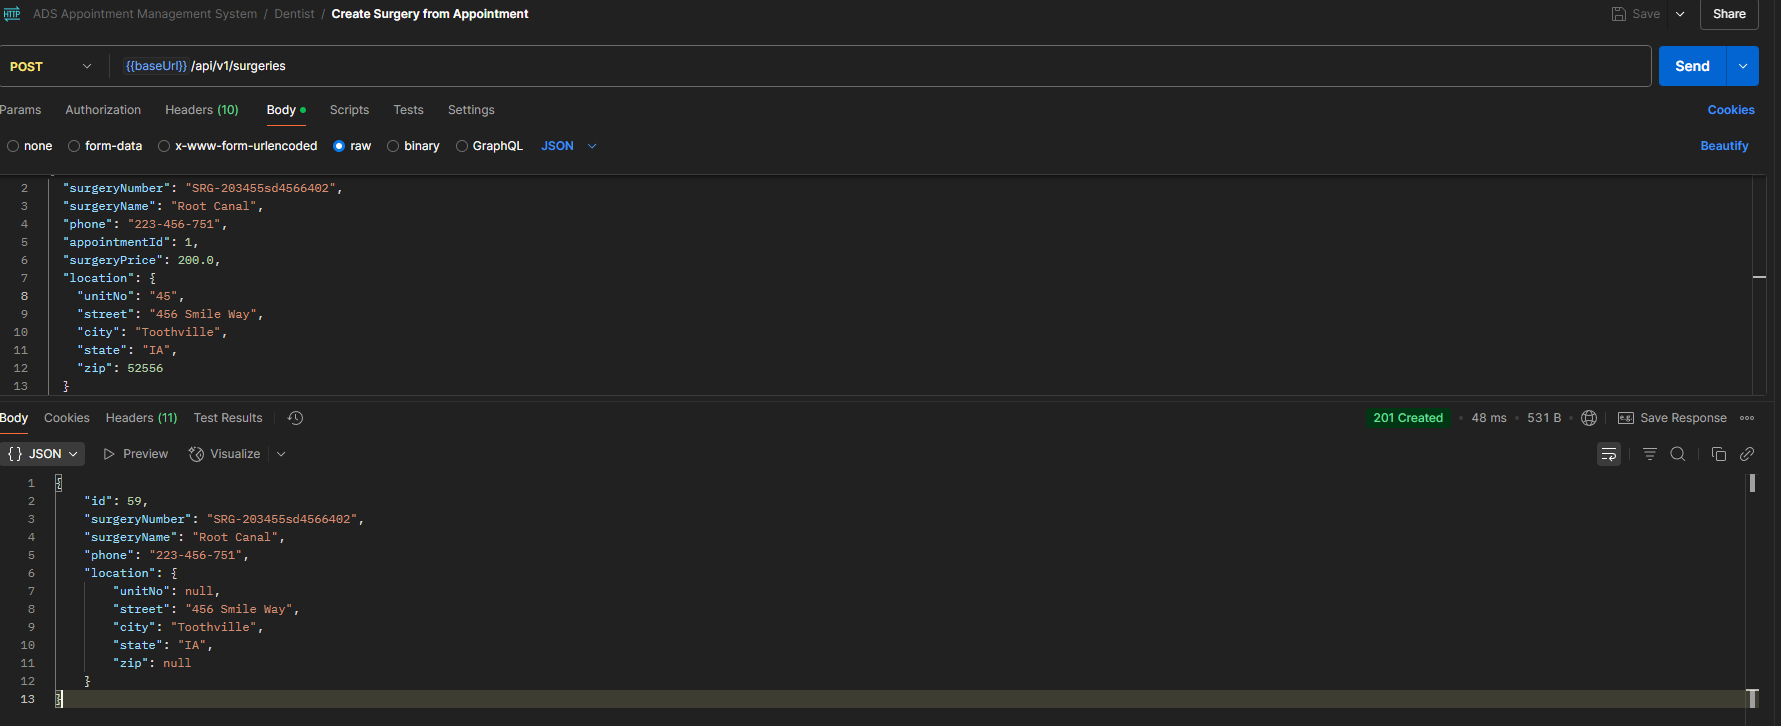 HTTP ADS Appointment Management System / Dentist / Create Surgery from Appointment Save Share
POST {{baseUrl}} /api/v1/surgeries Send
Params Authorization Headers (10) Body Scripts Tests Settings Cookies
none form-data x-www-form-urlencoded raw binary GraphQL JSON Beautify
2 "surgeryNumber": "SRG-203455sd4566402",
3 "surgeryName": "Root Canal",
4 "phone": "223-456-751",
5 "appointmentId": 1,
6 "surgeryPrice": 200.0,
7 "location": {
8 "unitNo": "45",
9 "street": "456 Smile Way",
10 "city": "Toothville",
11 "state": "IA",
12 "zip": 52556
13 }
Body Cookies Headers (11) Test Results 201 Created • 48 ms • 531 B • e.g. Save Response
{} JSON Preview Visualize
1 {
2 "id": 59,
3 "surgeryNumber": "SRG-203455sd4566402",
4 "surgeryName": "Root Canal",
5 "phone": "223-456-751",
6 "location": {
7 "unitNo": null,
8 "street": "456 Smile Way",
9 "city": "Toothville",
10 "state": "IA",
11 "zip": null
12 }
13 }